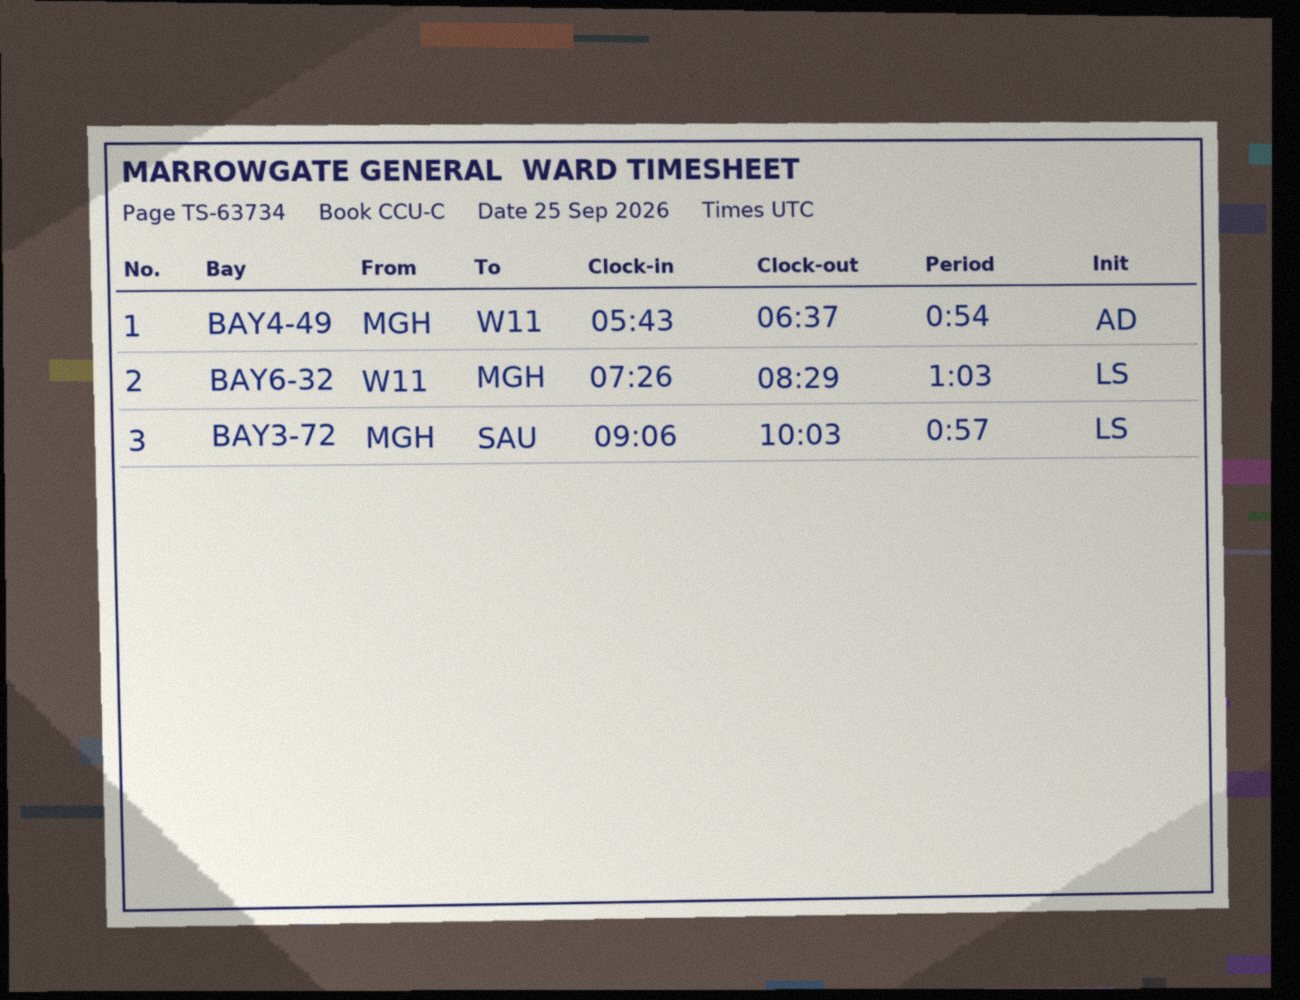 MARROWGATE GENERAL WARD TIMESHEET
Page TS-63734 Book CCU-C Date 25 Sep 2026 Times UTC
No. Bay From To Clock-in Clock-out Period Init
1 BAY4-49 MGH W11 05:43 06:37 0:54 AD
2 BAY6-32 W11 MGH 07:26 08:29 1:03 LS
3 BAY3-72 MGH SAU 09:06 10:03 0:57 LS